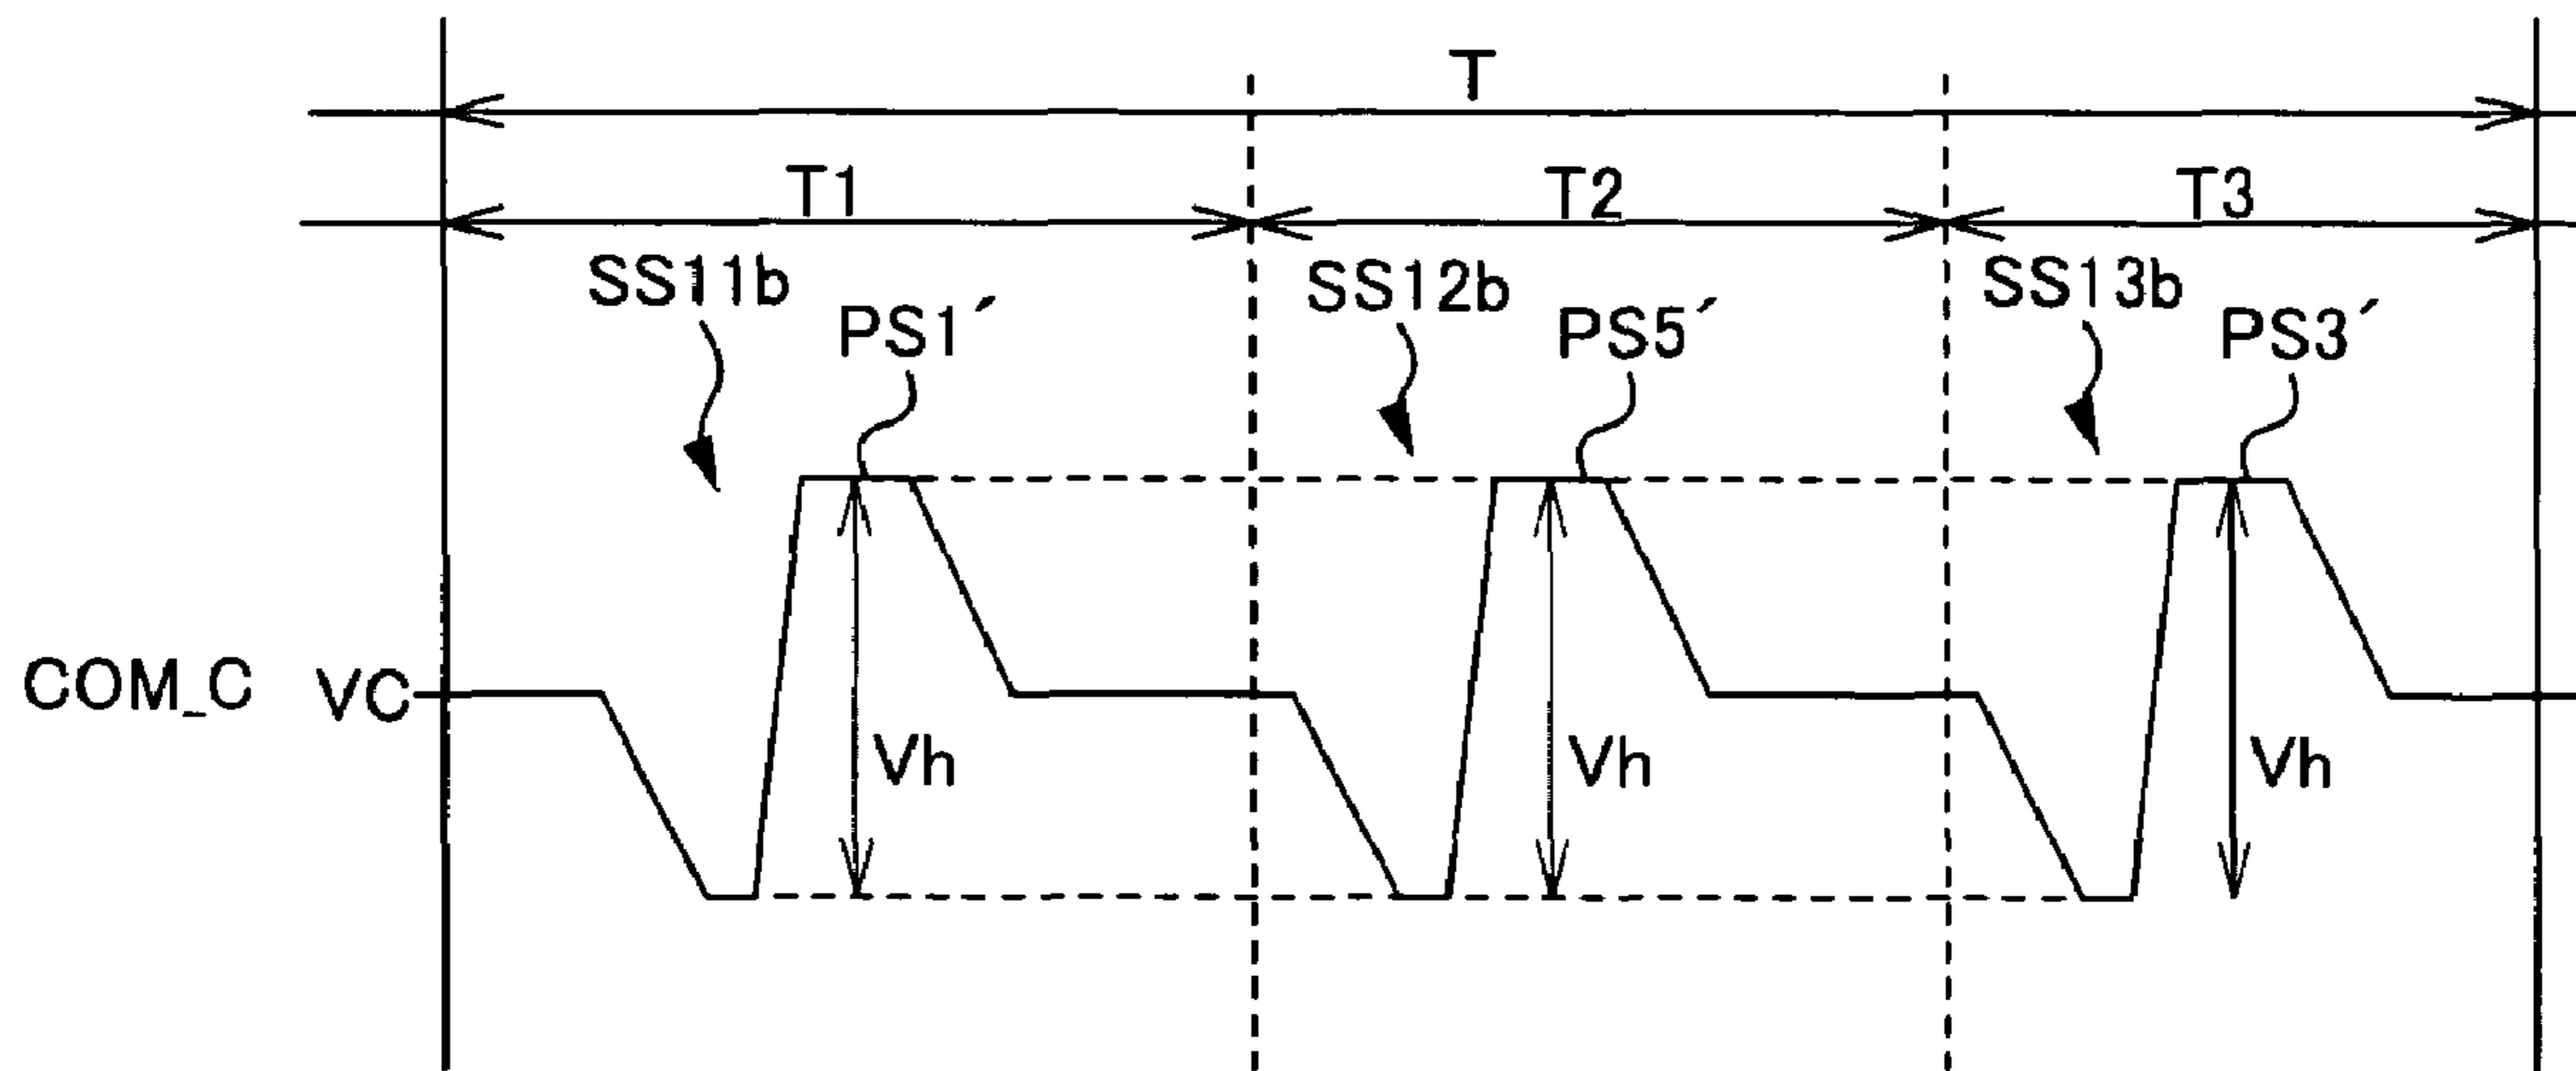 T
T1 T2 T3
SS11b SS12b SS13b
PS1´ PS5´ PS3´
COM_C VC
Vh Vh Vh